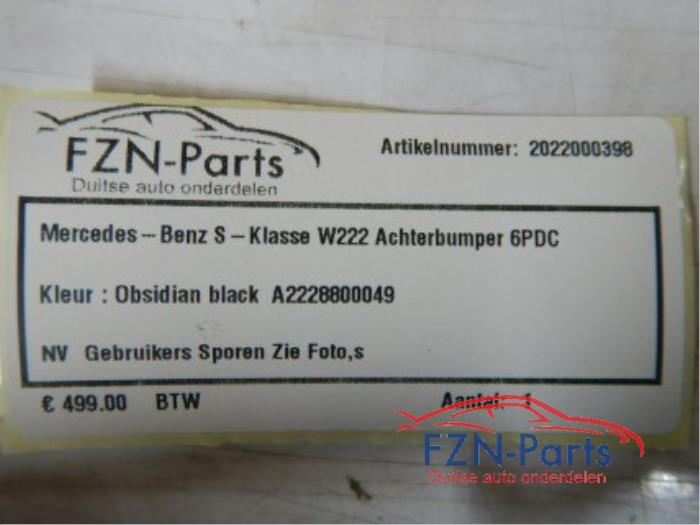 FZN-Parts
Duitse auto onderdelen
Artikelnummer: 2022000398
Mercedes-Benz S-Klasse W222 Achterbumper 6PDC
Kleur : Obsidian black A2228800049
NV Gebruikers Sporen Zie Foto,s
€ 499.00 BTW
Aantal: 1
FZN-Parts
Duitse auto onderdelen